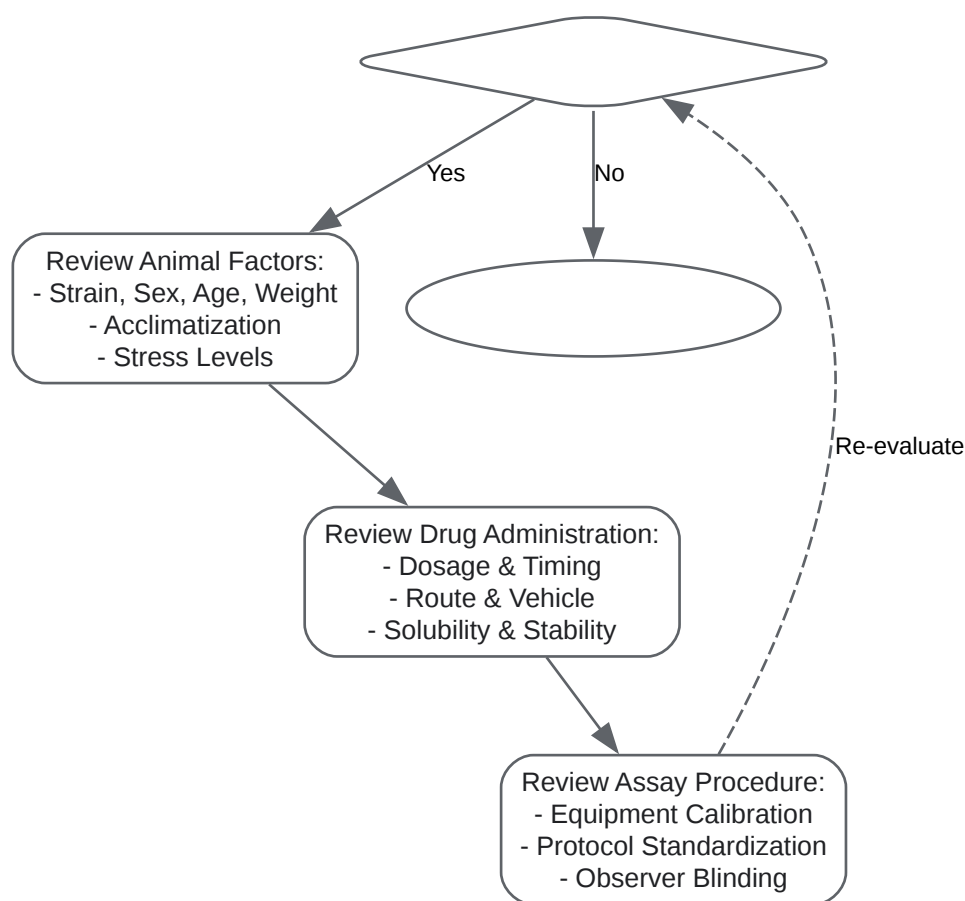 Yes
No
Review Animal Factors:
- Strain, Sex, Age, Weight
- Acclimatization
- Stress Levels
Re-evaluate
Review Drug Administration:
- Dosage & Timing
- Route & Vehicle
- Solubility & Stability
Review Assay Procedure:
- Equipment Calibration
- Protocol Standardization
- Observer Blinding